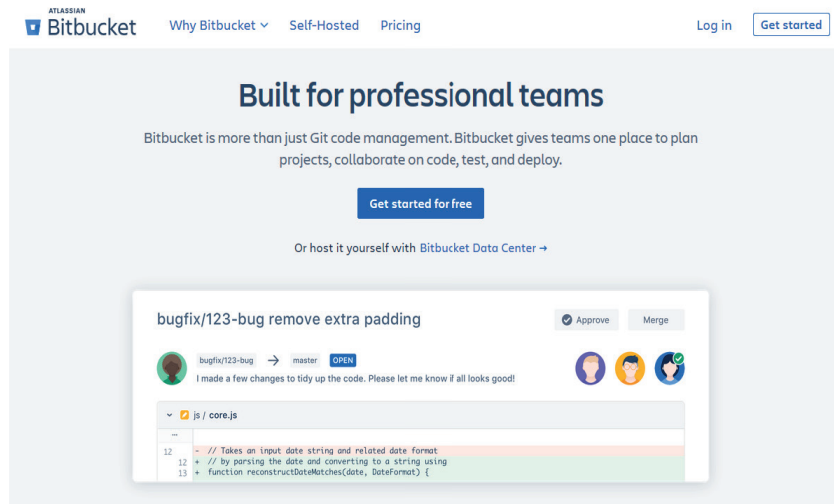 ATLASSIAN
Bitbucket
Why Bitbucket
Self-Hosted
Pricing
Log in
Get started
Built for professional teams
Bitbucket is more than just Git code management. Bitbucket gives teams one place to plan
projects, collaborate on code, test, and deploy.
Get started for free
Or host it yourself with Bitbucket Data Center →
bugfix/123-bug remove extra padding
Approve
Merge
bugfix/123-bug → master OPEN
I made a few changes to tidy up the code. Please let me know if all looks good!
js / core.js
...
12 - // Takes an input date string and related date format
12 + // by parsing the date and converting to a string using
13 + function reconstructDateMatches(date, DateFormat) {